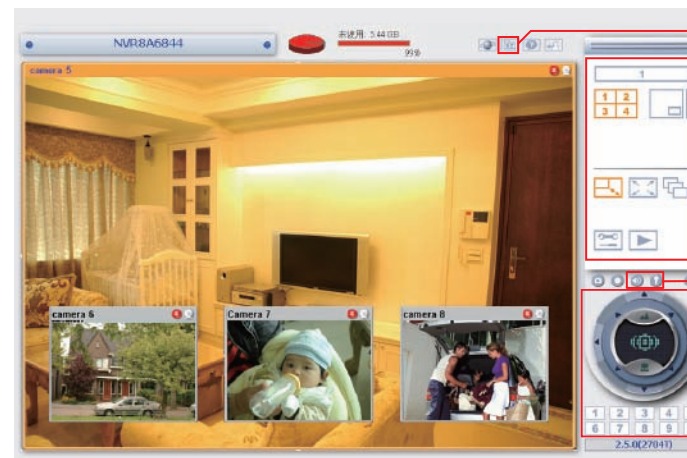 NVR8A6844
未使用: 5.44 GB
99%
camera 5
1
1 2
3 4
camera 6
Camera 7
camera 8
1 2 3 4
6 7 8 9
2.5.0(27047)